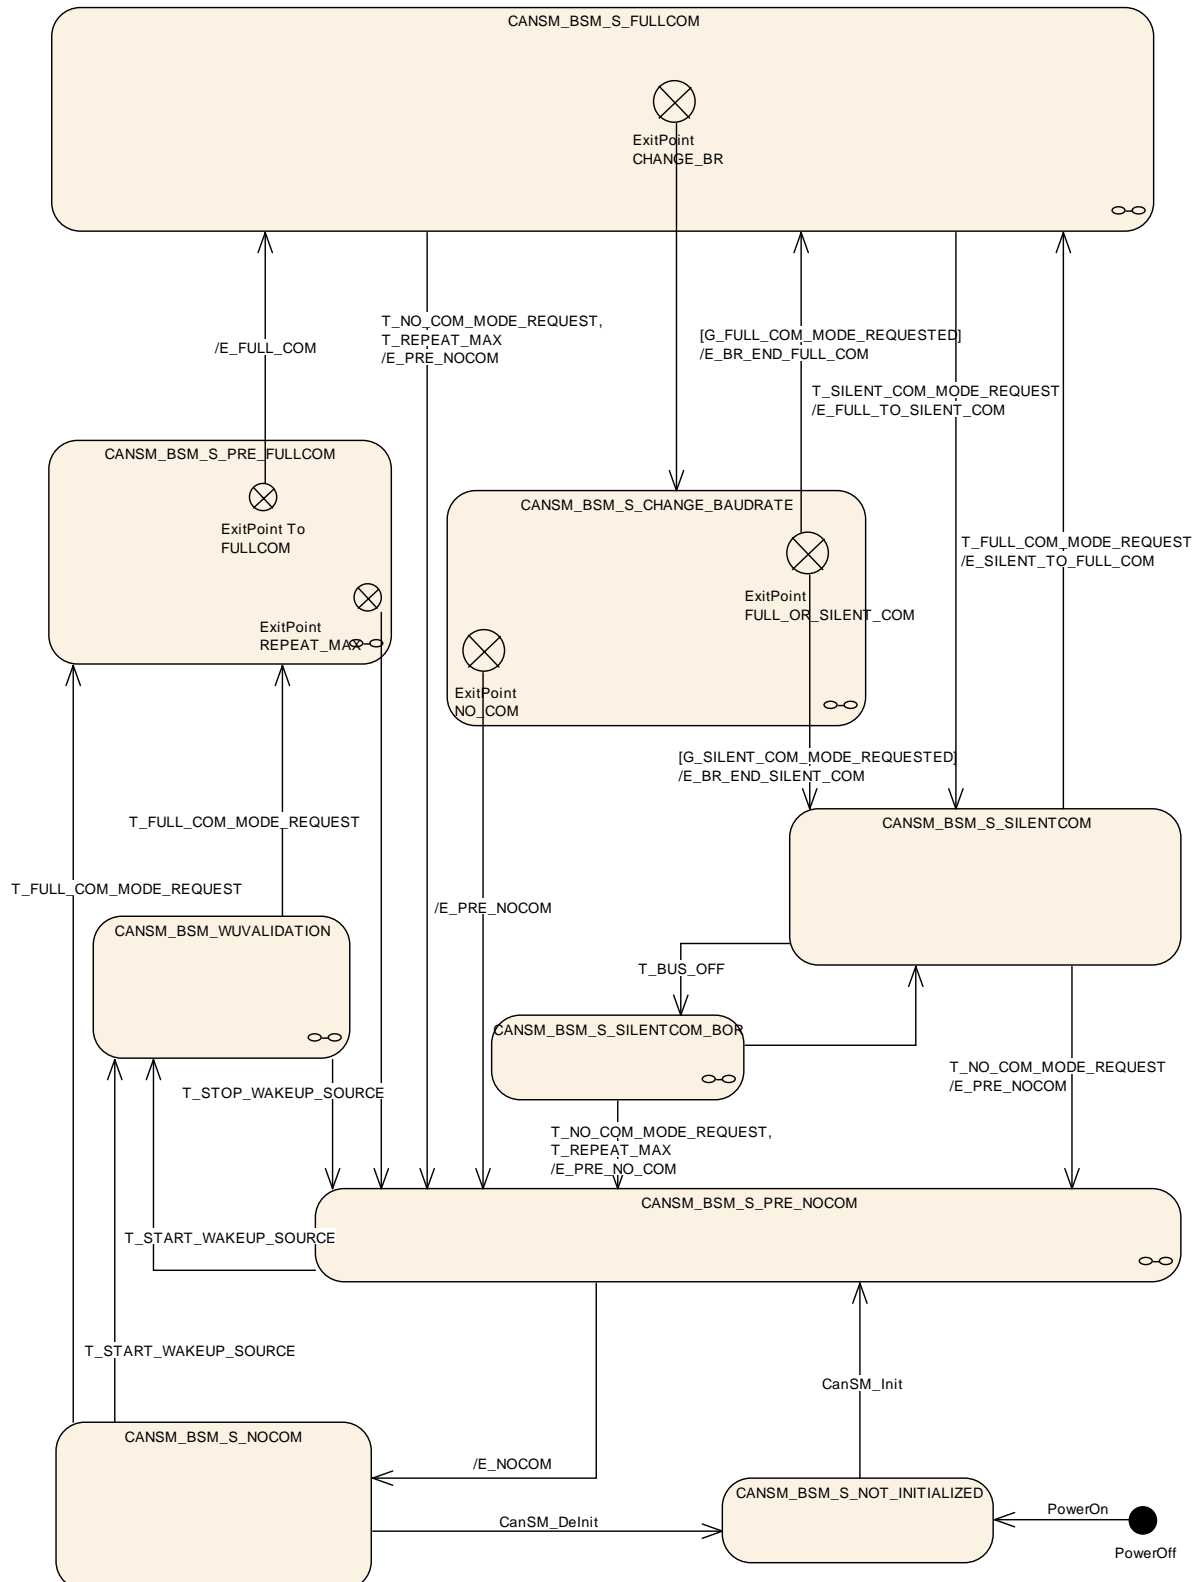 CANSM_BSM_S_FULLCOM
ExitPoint
CHANGE_BR
T_NO_COM_MODE_REQUEST,
T_REPEAT_MAX
/E_PRE_NOCOM
/E_FULL_COM
[G_FULL_COM_MODE_REQUESTED]
/E_BR_END_FULL_COM
T_SILENT_COM_MODE_REQUEST
/E_FULL_TO_SILENT_COM
CANSM_BSM_S_PRE_FULLCOM
ExitPoint To
FULLCOM
ExitPoint
REPEAT_MAX
CANSM_BSM_S_CHANGE_BAUDRATE
ExitPoint
FULL_OR_SILENT_COM
ExitPoint
NO_COM
T_FULL_COM_MODE_REQUEST
/E_SILENT_TO_FULL_COM
[G_SILENT_COM_MODE_REQUESTED]
/E_BR_END_SILENT_COM
T_FULL_COM_MODE_REQUEST
CANSM_BSM_S_SILENTCOM
T_FULL_COM_MODE_REQUEST
/E_PRE_NOCOM
CANSM_BSM_WUVALIDATION
T_BUS_OFF
CANSM_BSM_S_SILENTCOM_BOR
T_NO_COM_MODE_REQUEST
/E_PRE_NOCOM
T_STOP_WAKEUP_SOURCE
T_NO_COM_MODE_REQUEST,
T_REPEAT_MAX
/E_PRE_NO_COM
CANSM_BSM_S_PRE_NOCOM
T_START_WAKEUP_SOURCE
T_START_WAKEUP_SOURCE
CanSM_Init
CANSM_BSM_S_NOCOM
/E_NOCOM
CANSM_BSM_S_NOT_INITIALIZED
PowerOn
CanSM_DeInit
PowerOff